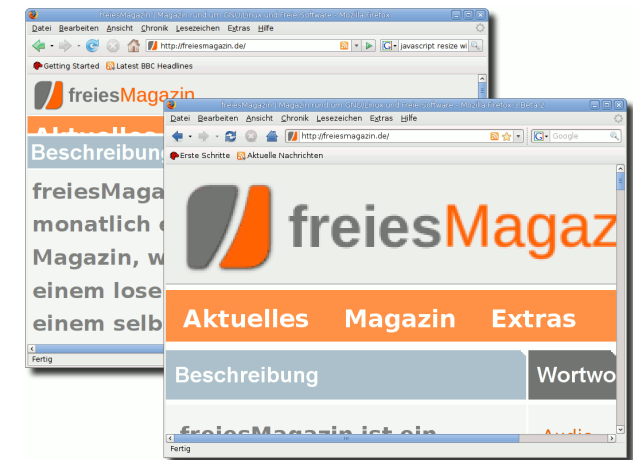 freiesMagazin | Magazin rund um GNU/Linux und Freie Software - Mozilla Firefox
Datei Bearbeiten Ansicht Chronik Lesezeichen Extras Hilfe
http://freiesmagazin.de/
G javascript resize wi
Getting Started Latest BBC Headlines
freiesMagazin
Aktuelles
Beschreibung
freiesMaga
monatlich e
Magazin, w
einem lose
einem selb
Fertig
freiesMagazin | Magazin rund um GNU/Linux und Freie Software - Mozilla Firefox 3 Beta 2
Datei Bearbeiten Ansicht Chronik Lesezeichen Extras Hilfe
http://freiesmagazin.de/
G Google
Erste Schritte Aktuelle Nachrichten
freiesMagaz
Aktuelles Magazin Extras
Beschreibung Wortwo
freiesMagazin ist ein Audio
Fertig